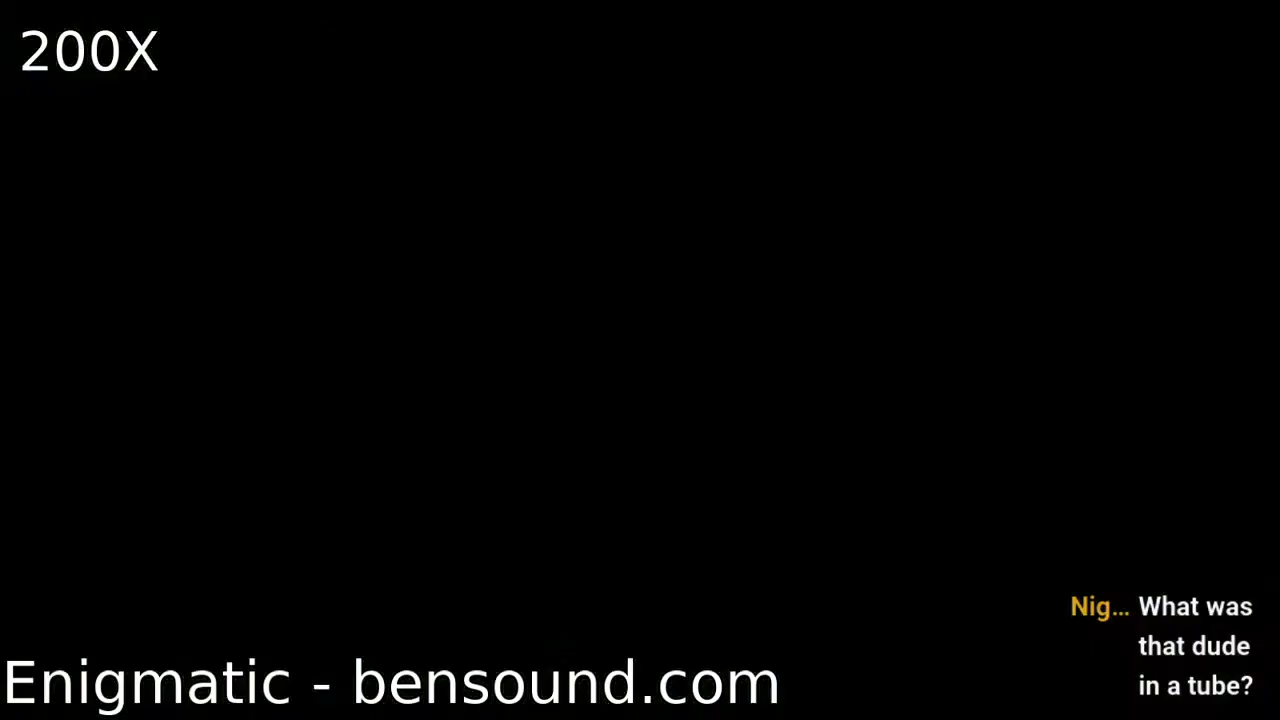 200X
Nig… What was
that dude
in a tube?
Enigmatic - bensound.com